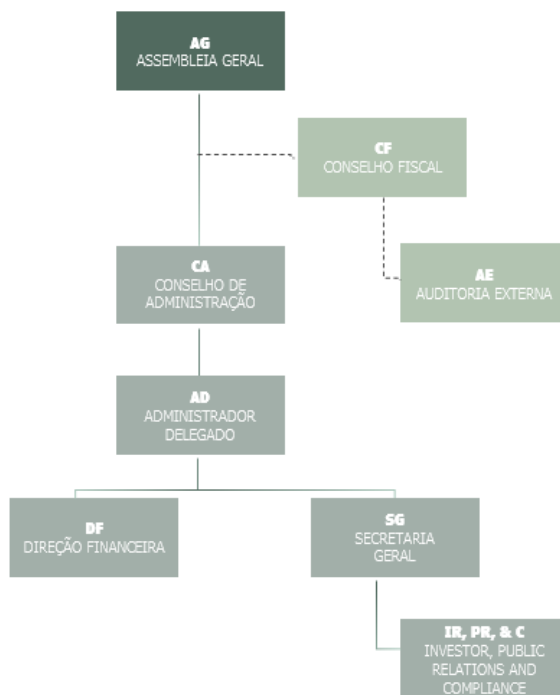 AG
ASSEMBLEIA GERAL
CF
CONSELHO FISCAL
AE
AUDITORIA EXTERNA
CA
CONSELHO DE
ADMINISTRAÇÃO
AD
ADMINISTRADOR
DELEGADO
DF
DIREÇÃO FINANCEIRA
SG
SECRETARIA
GERAL
IR, PR, & C
INVESTOR, PUBLIC
RELATIONS AND
COMPLIANCE